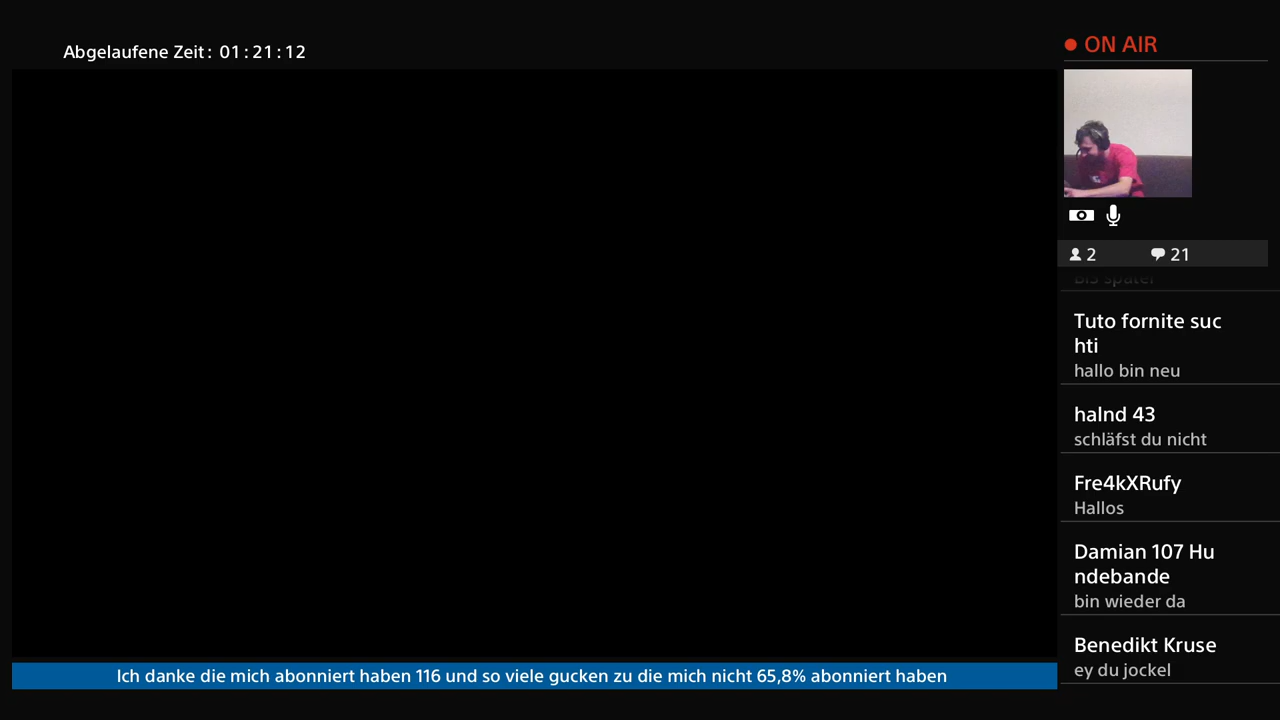 Abgelaufene Zeit: 01:21:12
ON AIR
2 21
Bis später
Tuto fornite suc
hti
hallo bin neu
halnd 43
schläfst du nicht
Fre4kXRufy
Hallos
Damian 107 Hu
ndebande
bin wieder da
Benedikt Kruse
ey du jockel
Ich danke die mich abonniert haben 116 und so viele gucken zu die mich nicht 65,8% abonniert haben